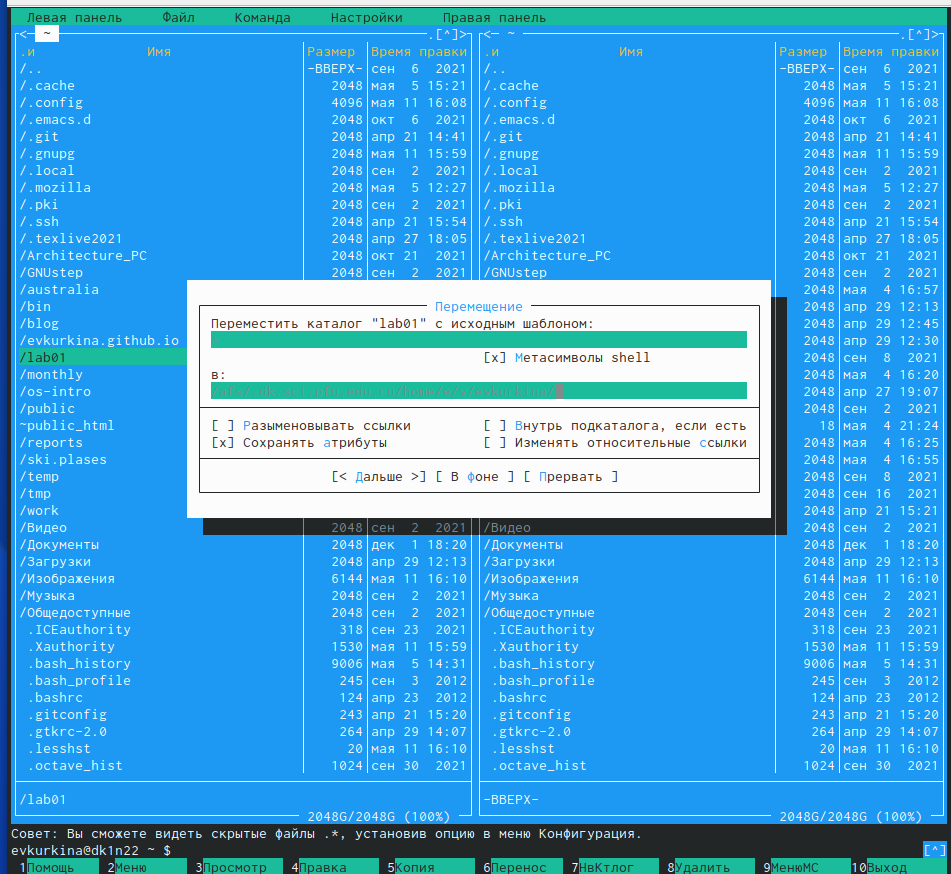 Левая панель Файл Команда Настройки Правая панель
<─ ~ .[^]> <─ ~ .[^]>
.и Имя Размер Время правки .и Имя Размер Время правки
/.. -ВВЕРХ- сен 6 2021 /.. -ВВЕРХ- сен 6 2021
/.cache 2048 мая 5 15:21 /.cache 2048 мая 5 15:21
/.config 4096 мая 11 16:08 /.config 4096 мая 11 16:08
/.emacs.d 2048 окт 6 2021 /.emacs.d 2048 окт 6 2021
/.git 2048 апр 21 14:41 /.git 2048 апр 21 14:41
/.gnupg 2048 мая 11 15:59 /.gnupg 2048 мая 11 15:59
/.local 2048 сен 2 2021 /.local 2048 сен 2 2021
/.mozilla 2048 мая 5 12:27 /.mozilla 2048 мая 5 12:27
/.pki 2048 сен 2 2021 /.pki 2048 сен 2 2021
/.ssh 2048 апр 21 15:54 /.ssh 2048 апр 21 15:54
/.texlive2021 2048 апр 27 18:05 /.texlive2021 2048 апр 27 18:05
/Architecture_PC 2048 окт 21 2021 /Architecture_PC 2048 окт 21 2021
/GNUstep 2048 сен 2 2021 /GNUstep 2048 сен 2 2021
/australia 2048 мая 4 16:57
/bin Перемещение 2048 апр 29 12:13
/blog Переместить каталог "lab01" с исходным шаблоном: 2048 апр 29 12:45
/evkurkina.github.io 2048 апр 29 12:30
/lab01 [x] Метасимволы shell 2048 сен 8 2021
/monthly в: 2048 мая 4 16:20
/os-intro 2048 апр 27 19:07
/public 2048 сен 2 2021
~public_html [ ] Разыменовывать ссылки [ ] Внутрь подкаталога, если есть 18 мая 4 21:24
/reports [x] Сохранять атрибуты [ ] Изменять относительные ссылки 2048 мая 4 16:25
/ski.plases 2048 мая 4 16:55
/temp [< Дальше >] [ В фоне ] [ Прервать ] 2048 сен 8 2021
/tmp 2048 сен 16 2021
/work 2048 апр 21 15:21
/Видео 2048 сен 2 2021 /Видео 2048 сен 2 2021
/Документы 2048 дек 1 18:20 /Документы 2048 дек 1 18:20
/Загрузки 2048 апр 29 12:13 /Загрузки 2048 апр 29 12:13
/Изображения 6144 мая 11 16:10 /Изображения 6144 мая 11 16:10
/Музыка 2048 сен 2 2021 /Музыка 2048 сен 2 2021
/Общедоступные 2048 сен 2 2021 /Общедоступные 2048 сен 2 2021
.ICEauthority 318 сен 23 2021 .ICEauthority 318 сен 23 2021
.Xauthority 1530 мая 11 15:59 .Xauthority 1530 мая 11 15:59
.bash_history 9006 мая 5 14:31 .bash_history 9006 мая 5 14:31
.bash_profile 245 сен 3 2012 .bash_profile 245 сен 3 2012
.bashrc 124 апр 23 2012 .bashrc 124 апр 23 2012
.gitconfig 243 апр 21 15:20 .gitconfig 243 апр 21 15:20
.gtkrc-2.0 264 апр 29 14:07 .gtkrc-2.0 264 апр 29 14:07
.lesshst 20 мая 11 16:10 .lesshst 20 мая 11 16:10
.octave_hist 1024 сен 30 2021 .octave_hist 1024 сен 30 2021
/lab01 -ВВЕРХ-
2048G/2048G (100%) 2048G/2048G (100%)
Совет: Вы сможете видеть скрытые файлы .*, установив опцию в меню Конфигурация.
evkurkina@dk1n22 ~ $ [^]
1Помощь 2Меню 3Просмотр 4Правка 5Копия 6Перенос 7НвКтлог 8Удалить 9МенюМС 10Выход